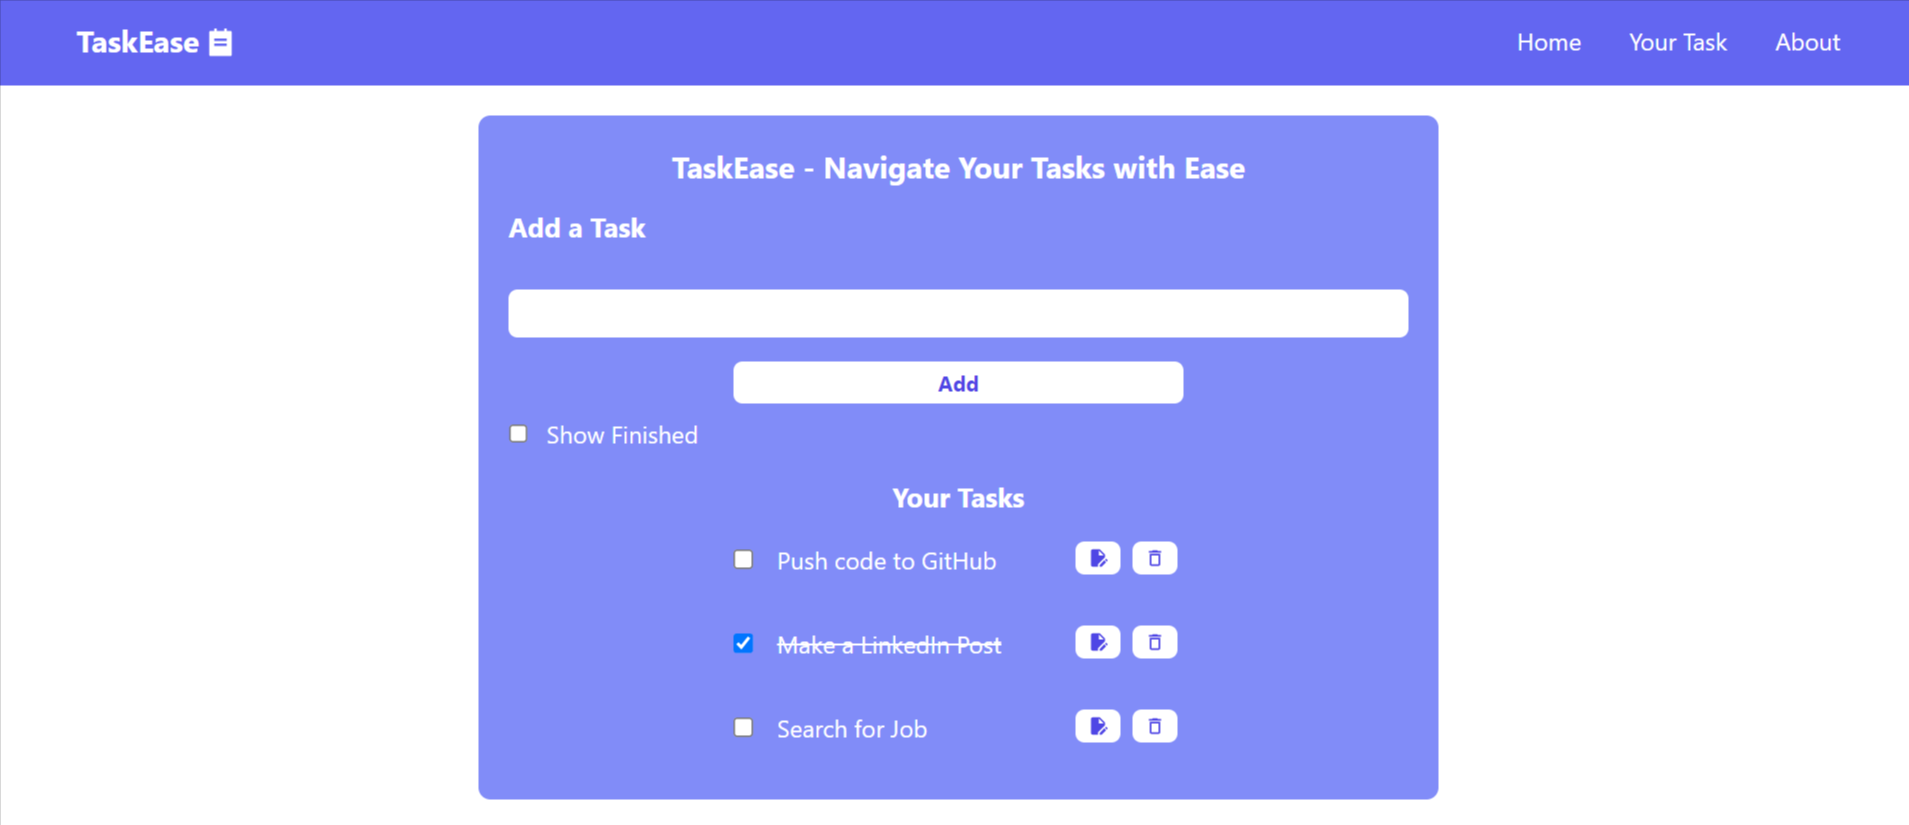 TaskEase
Home
Your Task
About
TaskEase - Navigate Your Tasks with Ease
Add a Task
Add
Show Finished
Your Tasks
Push code to GitHub
Make a LinkedIn Post
Search for Job